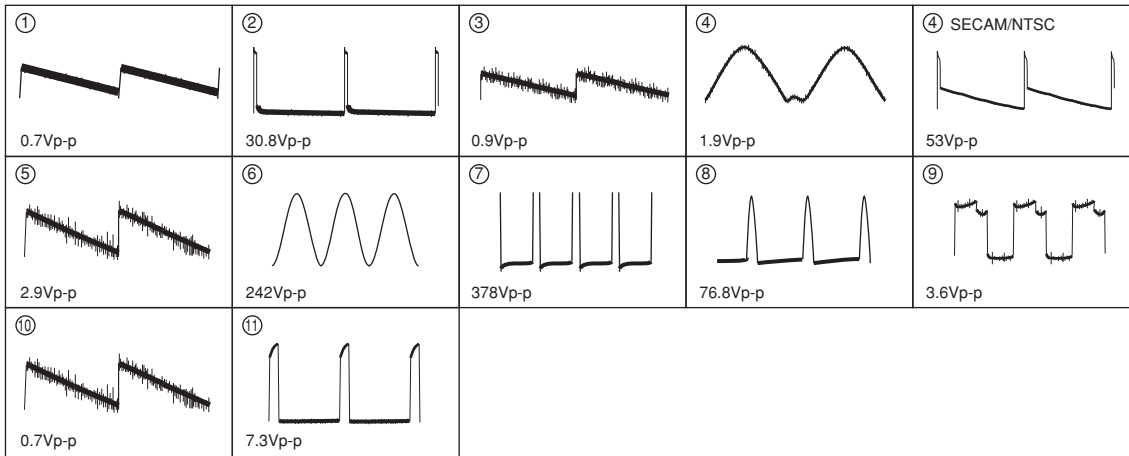 ① ② ③ ④ ④ SECAM/NTSC
0.7Vp-p 30.8Vp-p 0.9Vp-p 1.9Vp-p 53Vp-p
⑤ ⑥ ⑦ ⑧ ⑨
2.9Vp-p 242Vp-p 378Vp-p 76.8Vp-p 3.6Vp-p
⑩ ⑪
0.7Vp-p 7.3Vp-p